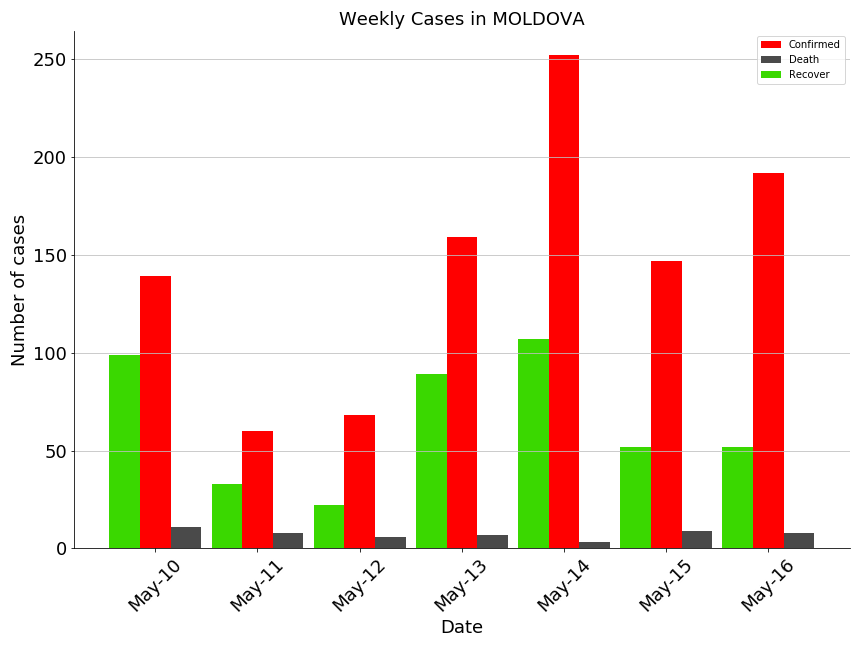 Weekly Cases in MOLDOVA
Confirmed
Death
Recover
Number of cases
250
200
150
100
50
0
May-10
May-11
May-12
May-13
May-14
May-15
May-16
Date